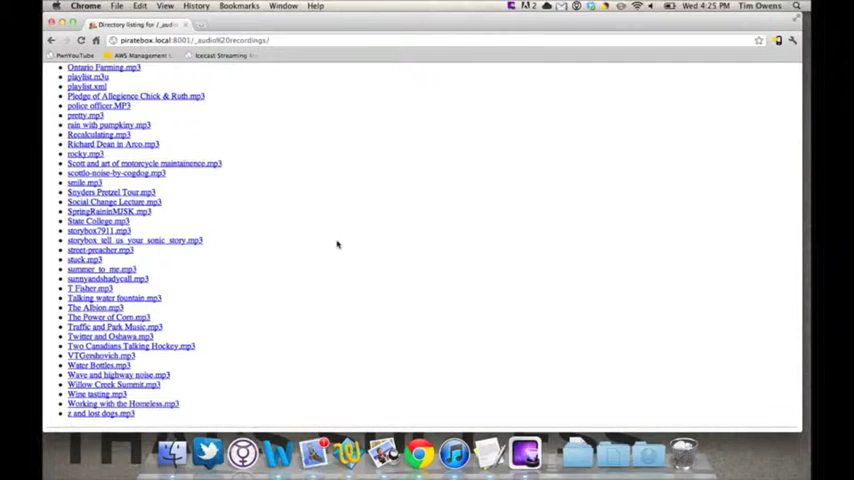 Chrome File Edit View History Bookmarks Window Help Wed 4:25 PM Tim Owens
Directory listing for /_audio
piratebox.local:8001/_audio%20recordings/
PwnYouTube AWS Management Icecast Streaming Me
Ontario Farming.mp3
playlist.m3u
playlist.xml
Pledge of Allegience Chick & Ruth.mp3
police officer.MP3
pretty.mp3
rain with pumpkiny.mp3
Recalculating.mp3
Richard Dean in Arco.mp3
rocky.mp3
Scott and art of motorcycle maintainence.mp3
scottlo-noise-by-cogdog.mp3
smile.mp3
Snyders Pretzel Tour.mp3
Social Change Lecture.mp3
SpringRaininMJSK.mp3
State College.mp3
storybox7911.mp3
storybox_tell_us_your_sonic_story.mp3
street-preacher.mp3
stuck.mp3
summer_to_me.mp3
sunnyandshadycall.mp3
T Fisher.mp3
Talking water fountain.mp3
The Albion.mp3
The Power of Corn.mp3
Traffic and Park Music.mp3
Twitter and Oshawa.mp3
Two Canadians Talking Hockey.mp3
VTGershovich.mp3
Water Bottles.mp3
Wave and highway noise.mp3
Willow Creek Summit.mp3
Wine tasting.mp3
Working with the Homeless.mp3
z and lost dogs.mp3